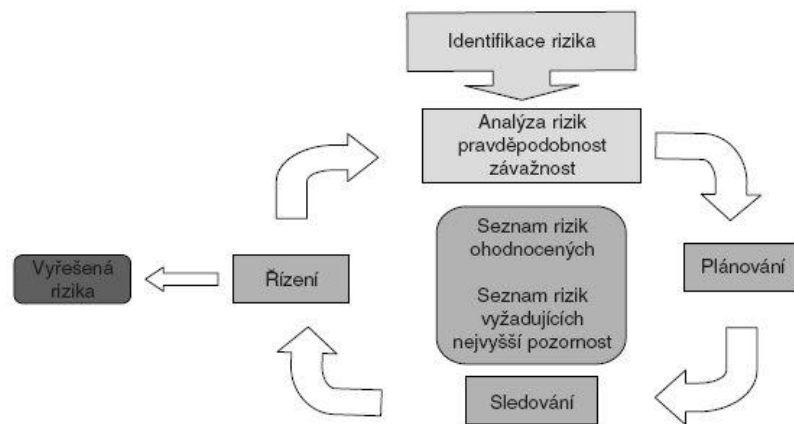 Identifikace rizika
Analýza rizik
pravděpodobnost
závažnost
Seznam rizik
ohodnocených
Seznam rizik
vyžadujících
nejvyšší pozornost
Plánování
Vyřešená
rizika
Řízení
Sledování